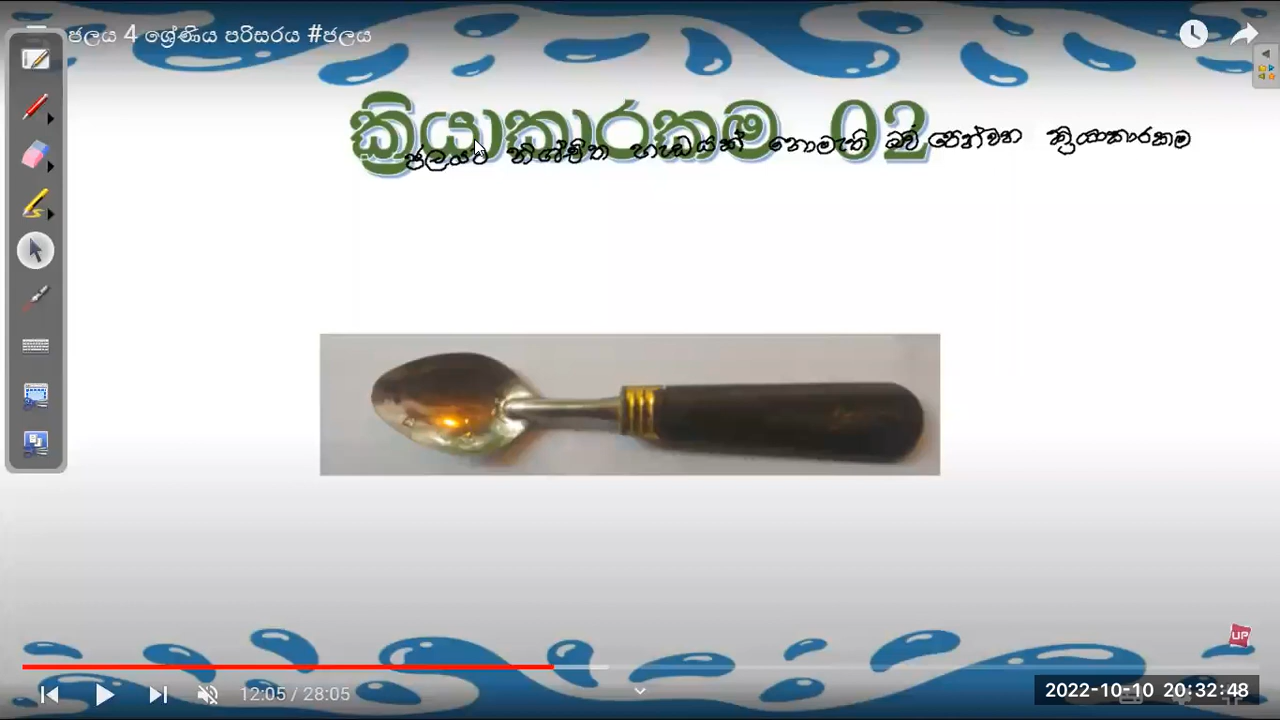 ජලය 4 ශ්‍රේණිය පරිසරය #ජලය
ක්‍රියාකාරකම 02
ජලයට නිශ්චිත හැඩයක් නොමැති බව පෙන්වන ක්‍රියාකාරකම
UP
12:05 / 28:05
2022-10-10 20:32:48